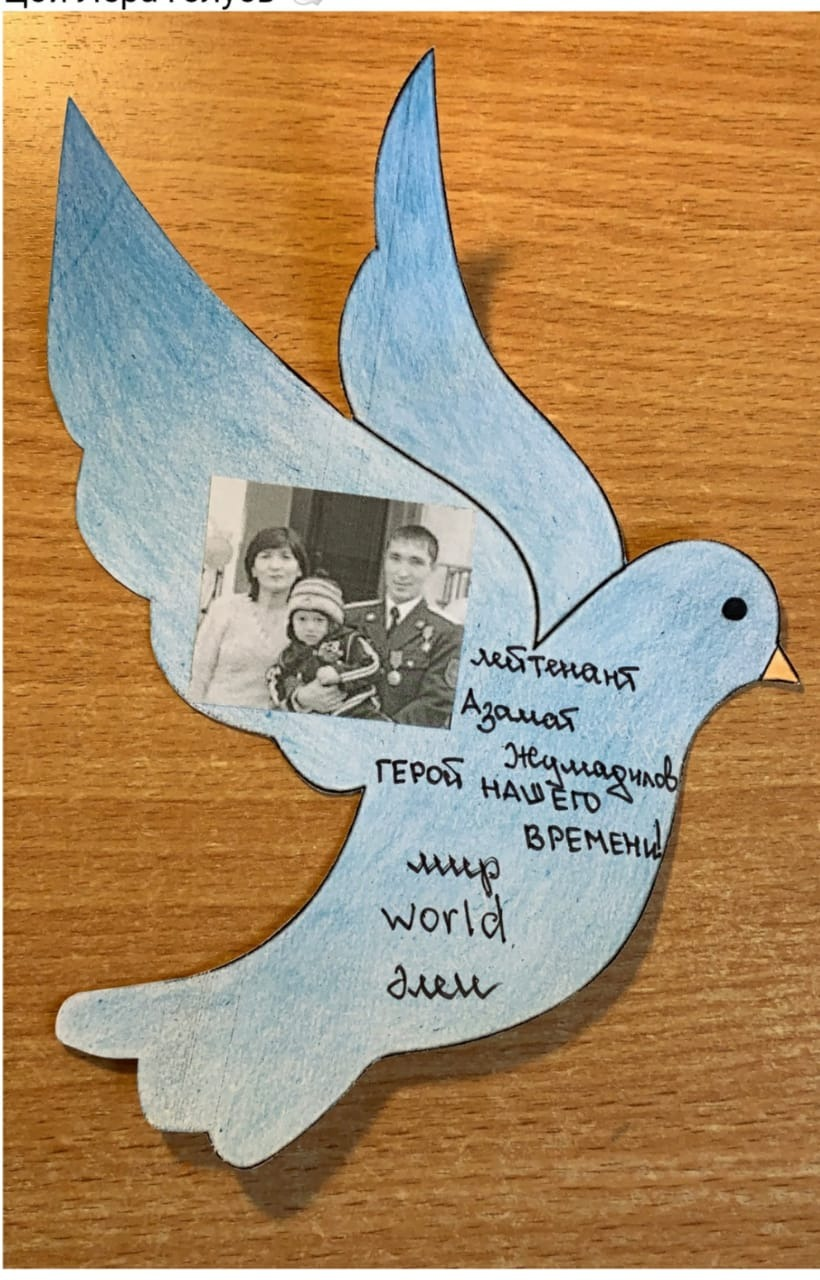 лейтенант
Азамат
Жумадилов
ГЕРОЙ НАШЕГО
ВРЕМЕНИ!
мир
world
әлем